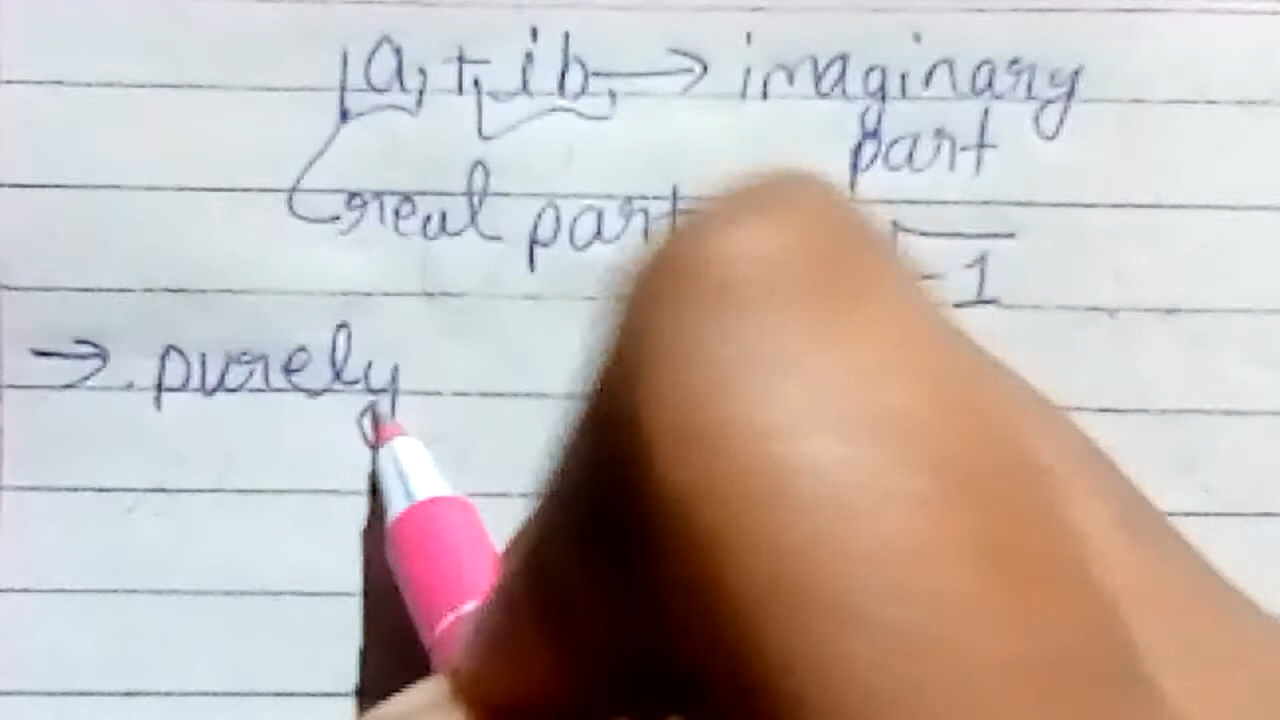 a + ib → imaginary
part
real part
√-1
→ purely